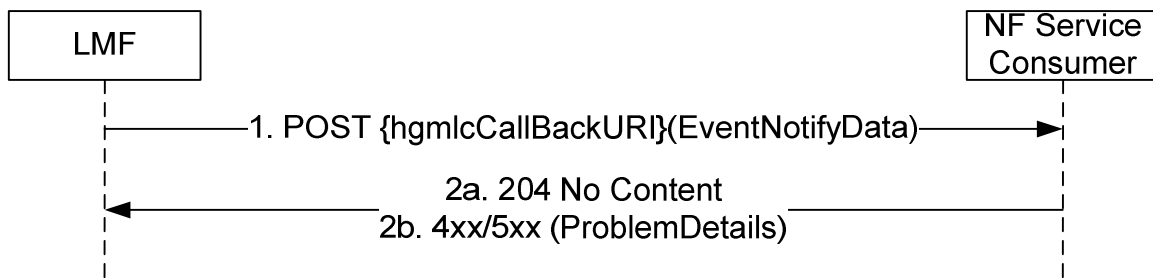 LMF
NF Service
Consumer
1. POST {hgmlcCallBackURI}(EventNotifyData)
2a. 204 No Content
2b. 4xx/5xx (ProblemDetails)